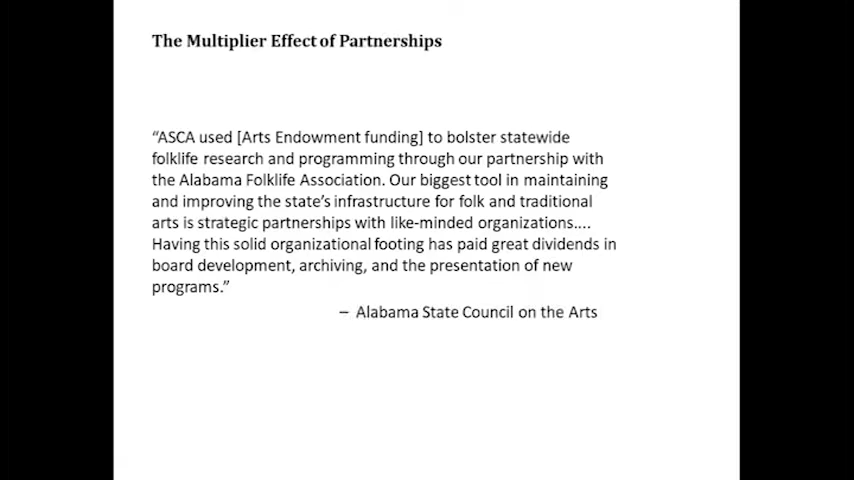 The Multiplier Effect of Partnerships
“ASCA used [Arts Endowment funding] to bolster statewide
folklife research and programming through our partnership with
the Alabama Folklife Association. Our biggest tool in maintaining
and improving the state’s infrastructure for folk and traditional
arts is strategic partnerships with like-minded organizations....
Having this solid organizational footing has paid great dividends in
board development, archiving, and the presentation of new
programs.”
– Alabama State Council on the Arts